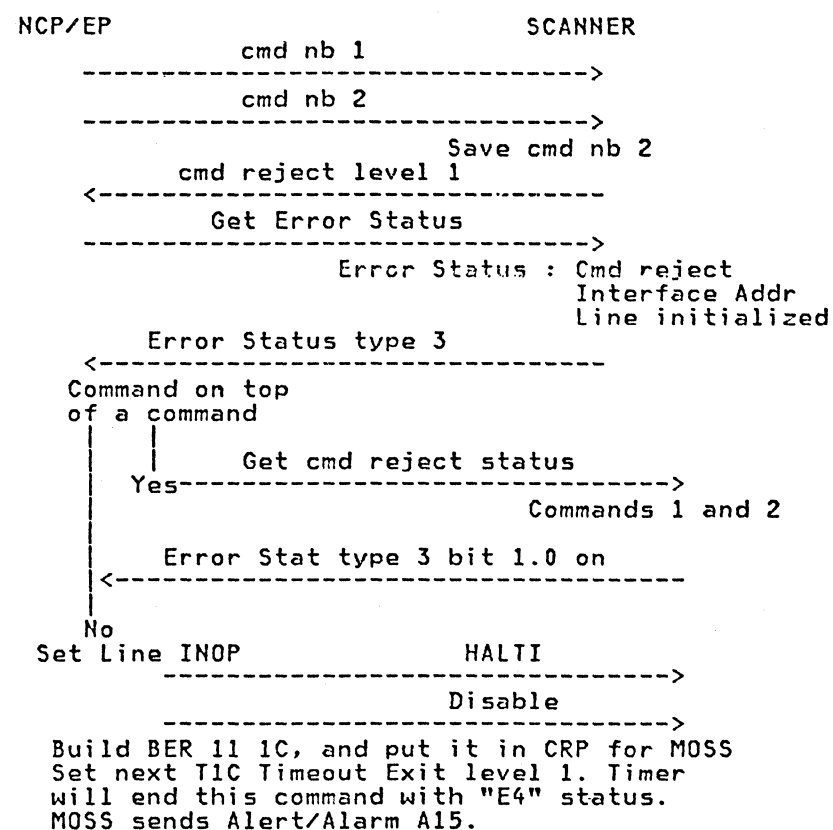 NCP/EP SCANNER
cmd nb 1
-------------------------------->
cmd nb 2
-------------------------------->
Save cmd nb 2
cmd reject level 1
<--------------------------------
Get Error Status
-------------------------------->
Error Status : Cmd reject
Interface Addr
Line initialized
Error Status type 3
<--------------------------------
Command on top
of a command
Get cmd reject status
Yes------------------------------->
Commands 1 and 2
Error Stat type 3 bit 1.0 on
<------------------------------------
No
Set Line INOP HALTI
-------------------------------->
Disable
-------------------------------->
Build BER 11 1C, and put it in CRP for MOSS
Set next T1C Timeout Exit level 1. Timer
will end this command with "E4" status.
MOSS sends Alert/Alarm A15.